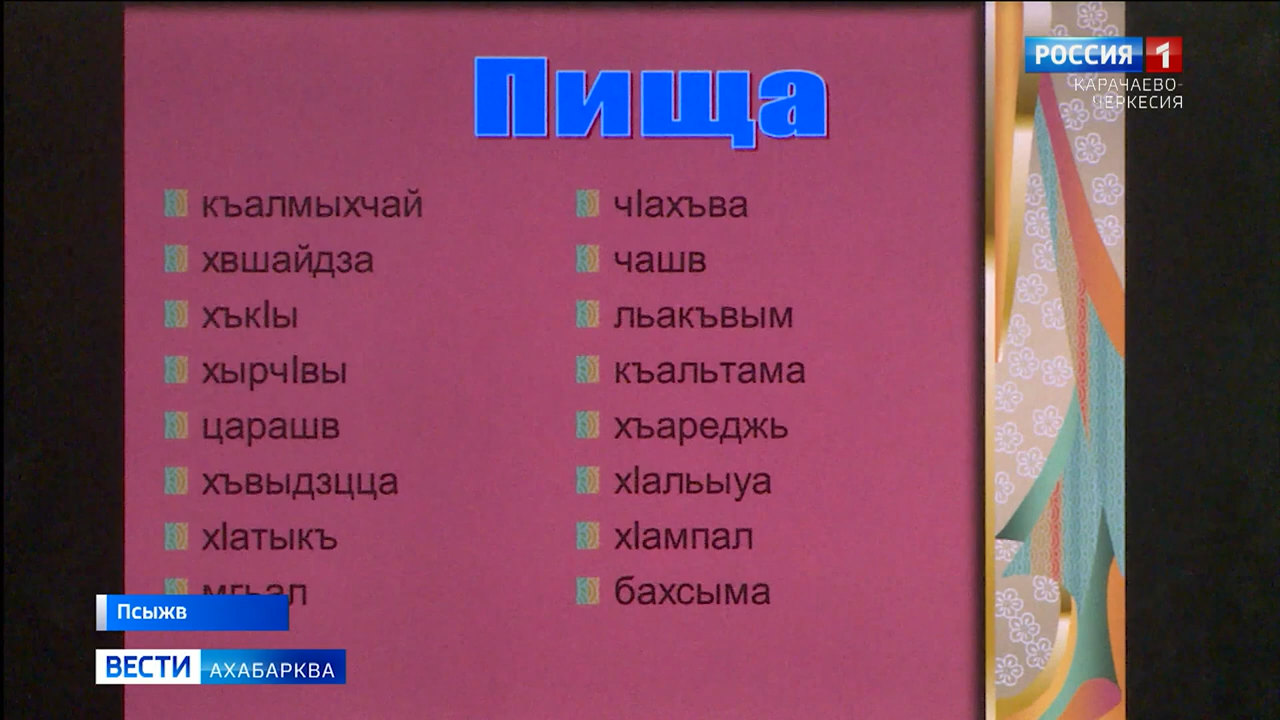 Пища
къалмыхчай
хвшайдза
хъкIы
хырчIвы
царашв
хъвыдзцца
хIатыкъ
чIахъва
чашв
льакъвым
къальтама
хъареджь
хIальыуа
хIампал
бахсыма
РОССИЯ 1
КАРАЧАЕВО-
ЧЕРКЕСИЯ
Псыжв
ВЕСТИ АХАБАРКВА